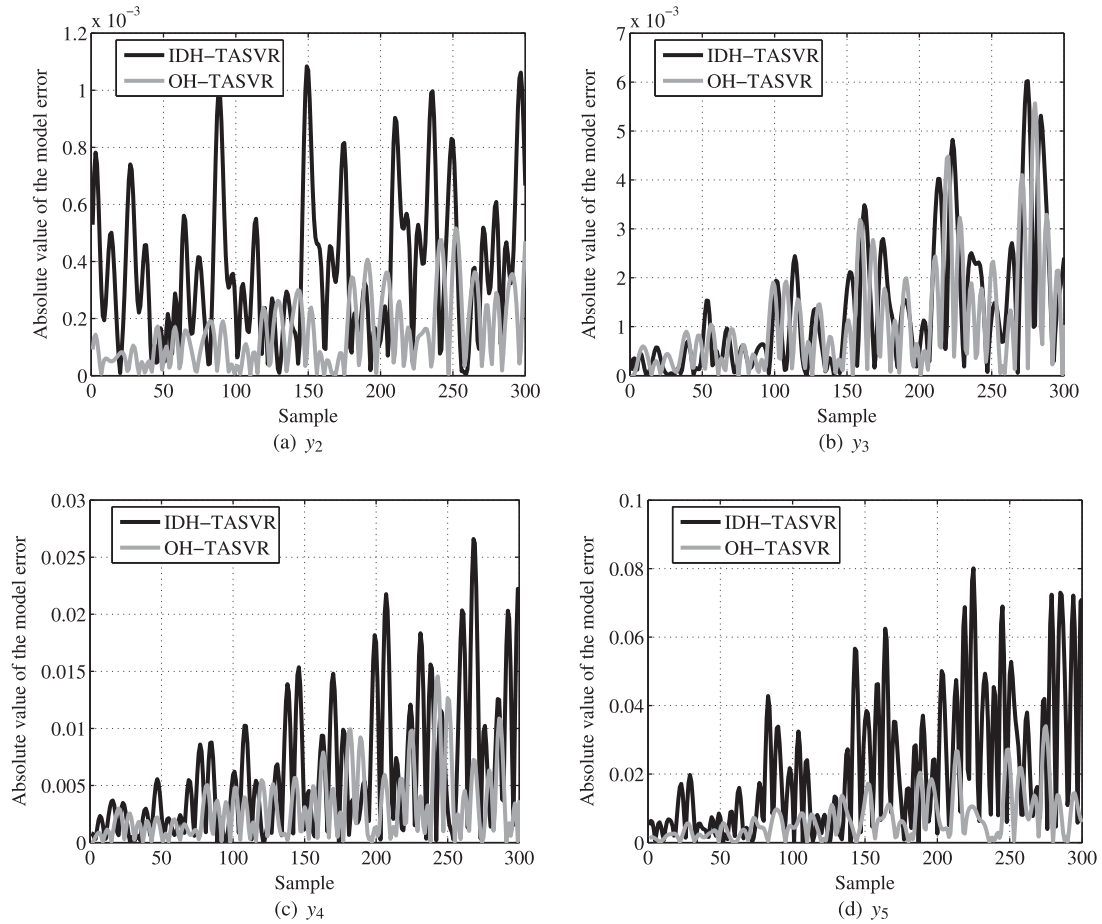 x 10⁻³
1.2
1
0.8
0.6
0.4
0.2
0
Absolute value of the model error
IDH−TASVR
OH−TASVR
0 50 100 150 200 250 300
Sample
(a) y₂
x 10⁻³
7
6
5
4
3
2
1
0
Absolute value of the model error
IDH−TASVR
OH−TASVR
0 50 100 150 200 250 300
Sample
(b) y₃
0.03
0.025
0.02
0.015
0.01
0.005
0
Absolute value of the model error
IDH−TASVR
OH−TASVR
0 50 100 150 200 250 300
Sample
(c) y₄
0.1
0.08
0.06
0.04
0.02
0
Absolute value of the model error
IDH−TASVR
OH−TASVR
0 50 100 150 200 250 300
Sample
(d) y₅